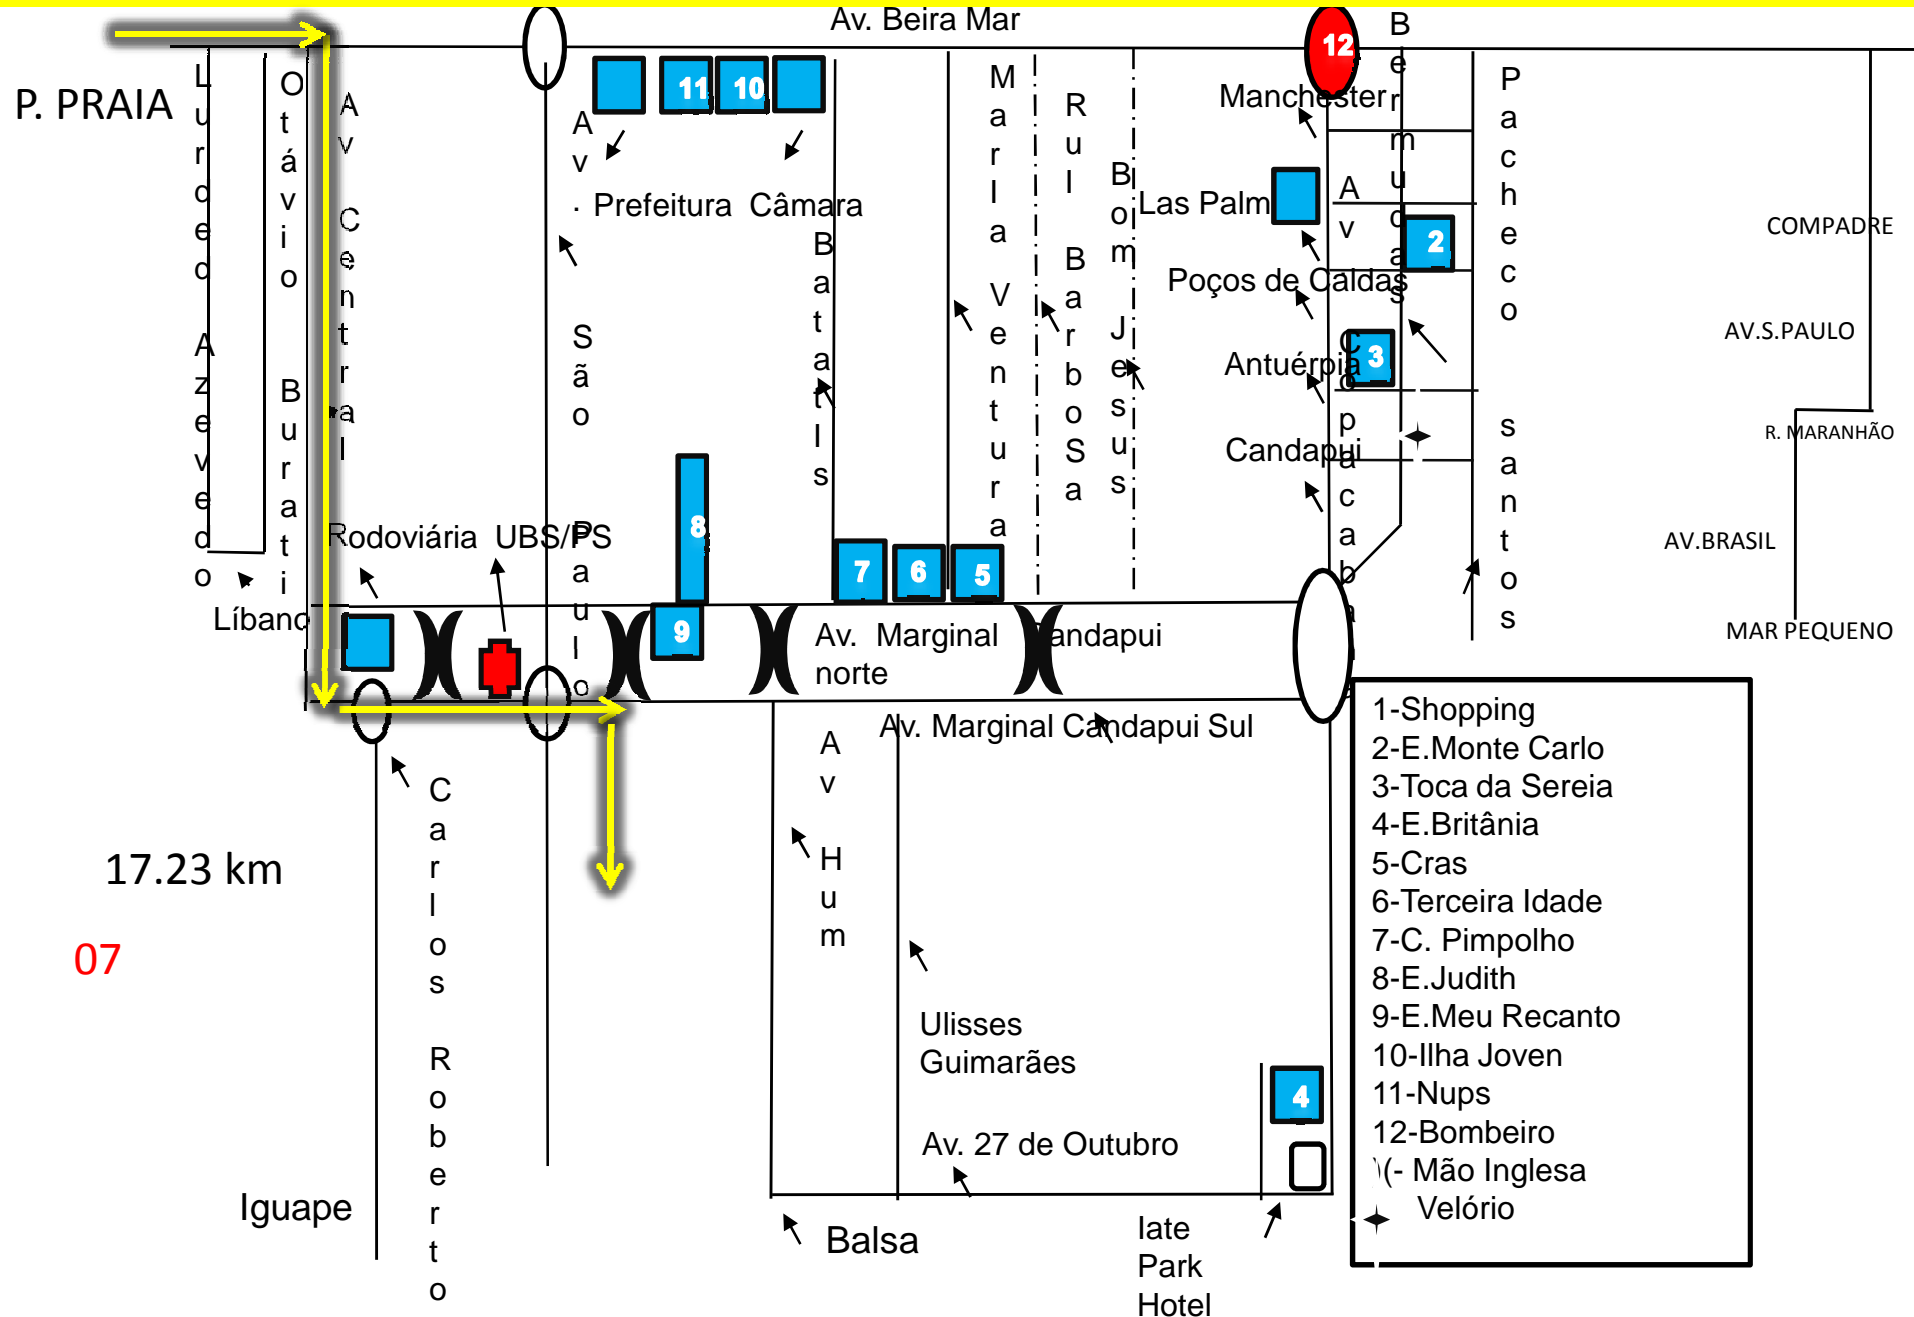 Av. Beira Mar
P. PRAIA
Lurded Azevedo
Otávio Burati
Av Central
Av. São Paulo
11
10
12
Prefeitura Câmara
Batatls
Marla Ventura
Rul BarboSa
Bom Jesus
Manchester
Las Palm
Poços de Caldas
Antuérpia
Candapui
Av Copacabana
Bermudas
2
3
Pacheco santos
COMPADRE
AV.S.PAULO
R. MARANHÃO
AV.BRASIL
MAR PEQUENO
Rodoviária UBS/PS
Líbano
8
7
6
5
9
Av. Marginal Candapui
norte
Av. Marginal Candapui Sul
Carlos Roberto
Av Hum
17.23 km
07
Ulisses
Guimarães
4
Av. 27 de Outubro
Iguape
Balsa
Iate
Park
Hotel
1-Shopping
2-E.Monte Carlo
3-Toca da Sereia
4-E.Britânia
5-Cras
6-Terceira Idade
7-C. Pimpolho
8-E.Judith
9-E.Meu Recanto
10-Ilha Joven
11-Nups
12-Bombeiro
)(- Mão Inglesa
Velório